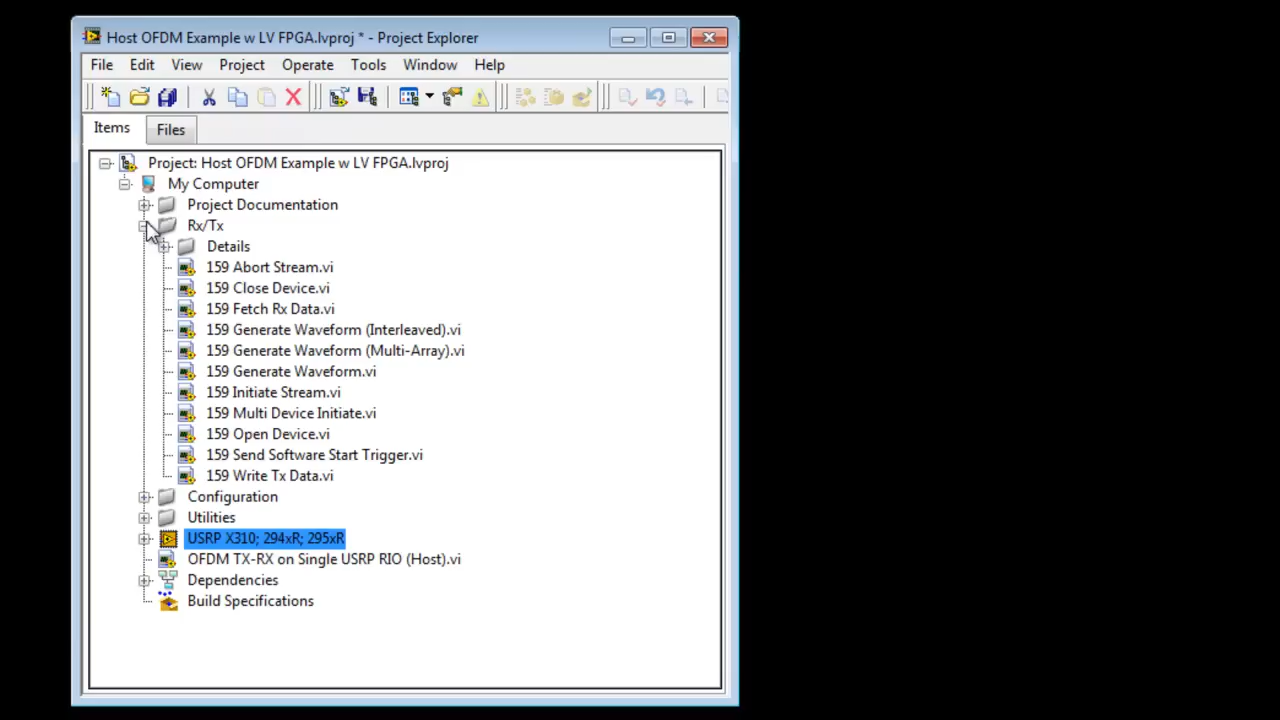 Host OFDM Example w LV FPGA.lvproj * - Project Explorer
File Edit View Project Operate Tools Window Help
Items Files
Project: Host OFDM Example w LV FPGA.lvproj
My Computer
Project Documentation
Rx/Tx
Details
159 Abort Stream.vi
159 Close Device.vi
159 Fetch Rx Data.vi
159 Generate Waveform (Interleaved).vi
159 Generate Waveform (Multi-Array).vi
159 Generate Waveform.vi
159 Initiate Stream.vi
159 Multi Device Initiate.vi
159 Open Device.vi
159 Send Software Start Trigger.vi
159 Write Tx Data.vi
Configuration
Utilities
USRP X310; 294xR; 295xR
OFDM TX-RX on Single USRP RIO (Host).vi
Dependencies
Build Specifications